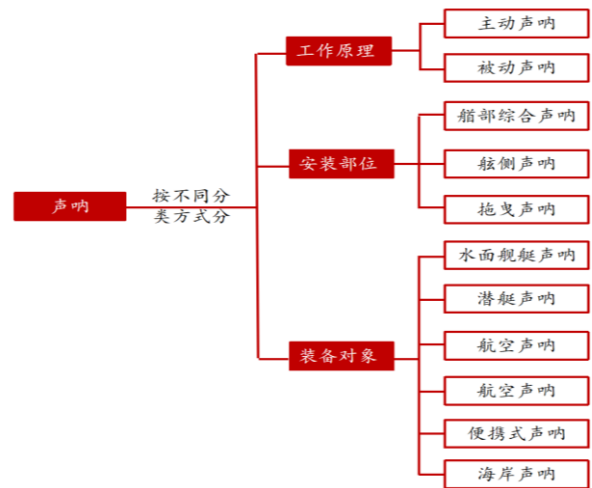 声呐
按不同分
类方式分
工作原理
主动声呐
被动声呐
安装部位
艏部综合声呐
舷侧声呐
拖曳声呐
装备对象
水面舰艇声呐
潜艇声呐
航空声呐
航空声呐
便携式声呐
海岸声呐